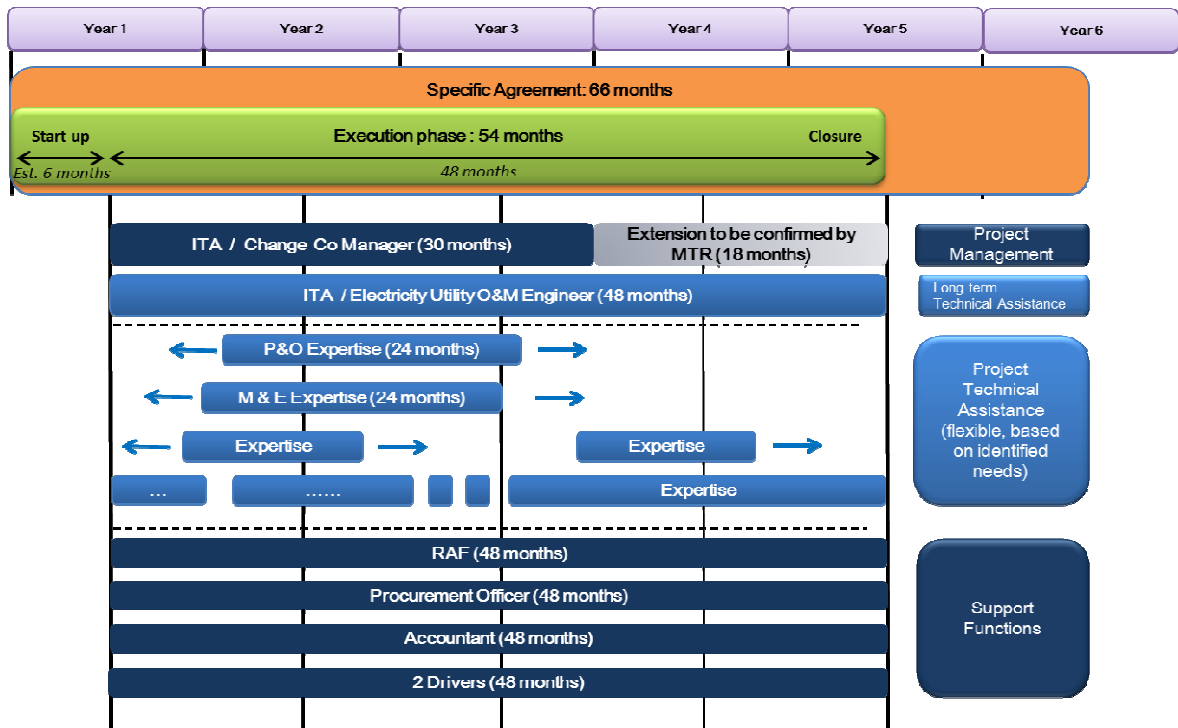 Year 1
Year 2
Year 3
Year 4
Year 5
Year 6
Specific Agreement: 66 months
Start up
Execution phase : 54 months
Closure
Est. 6 months
48 months
ITA / Change Co Manager (30 months)
Extension to be confirmed by
MTR (18 months)
Project
Management
ITA / Electricity Utility O&M Engineer (48 months)
Long term
Technical Assistance
P&O Expertise (24 months)
M & E Expertise (24 months)
Expertise
Expertise
...
......
Expertise
Project
Technical
Assistance
(flexible, based
on identified
needs)
RAF (48 months)
Procurement Officer (48 months)
Accountant (48 months)
2 Drivers (48 months)
Support
Functions